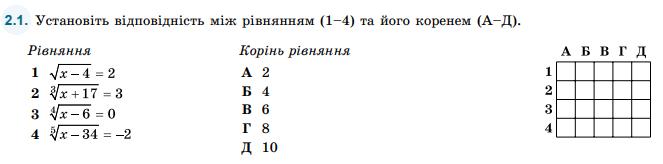 2.1. Установіть відповідність між рівнянням (1–4) та його коренем (А–Д).
Рівняння
1 √(x – 4) = 2
2 ∛(x + 17) = 3
3 ∜(x – 6) = 0
4 ⁵√(x – 34) = –2
Корінь рівняння
А 2
Б 4
В 6
Г 8
Д 10
А Б В Г Д
1
2
3
4